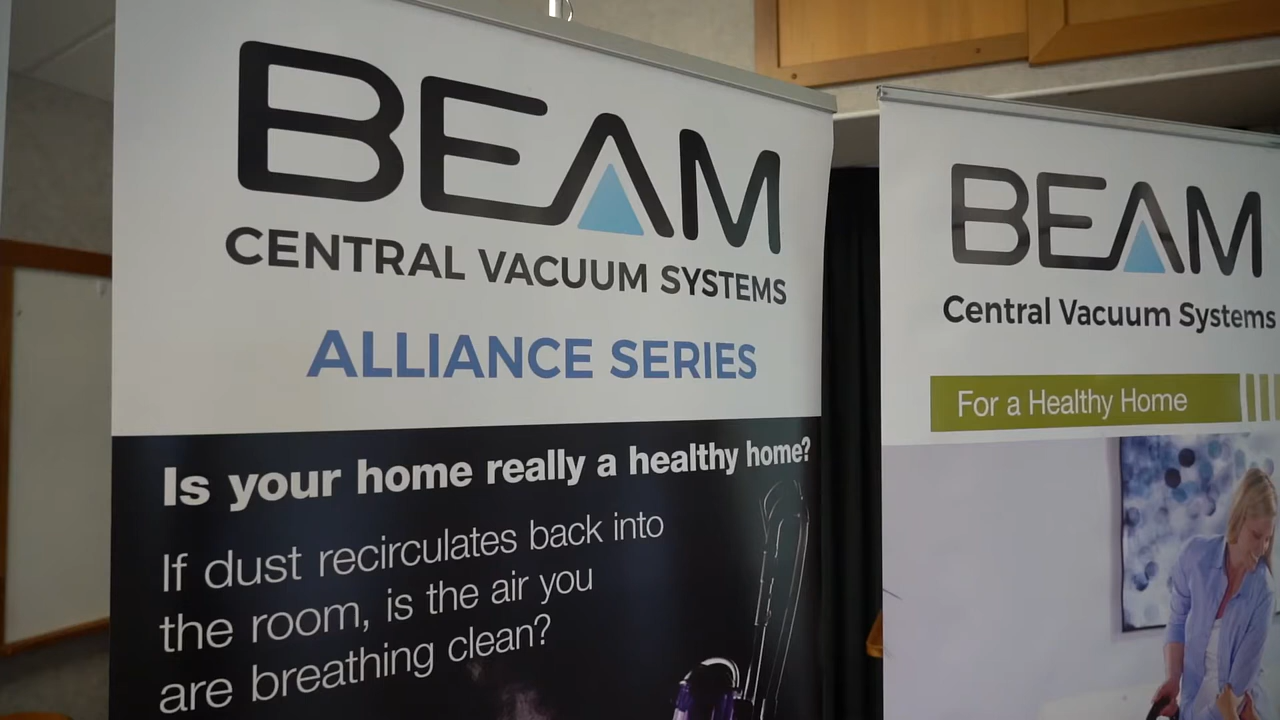 BEAM
CENTRAL VACUUM SYSTEMS
ALLIANCE SERIES
Is your home really a healthy home?
If dust recirculates back into
the room, is the air you
are breathing clean?
BEAM
Central Vacuum Systems
For a Healthy Home